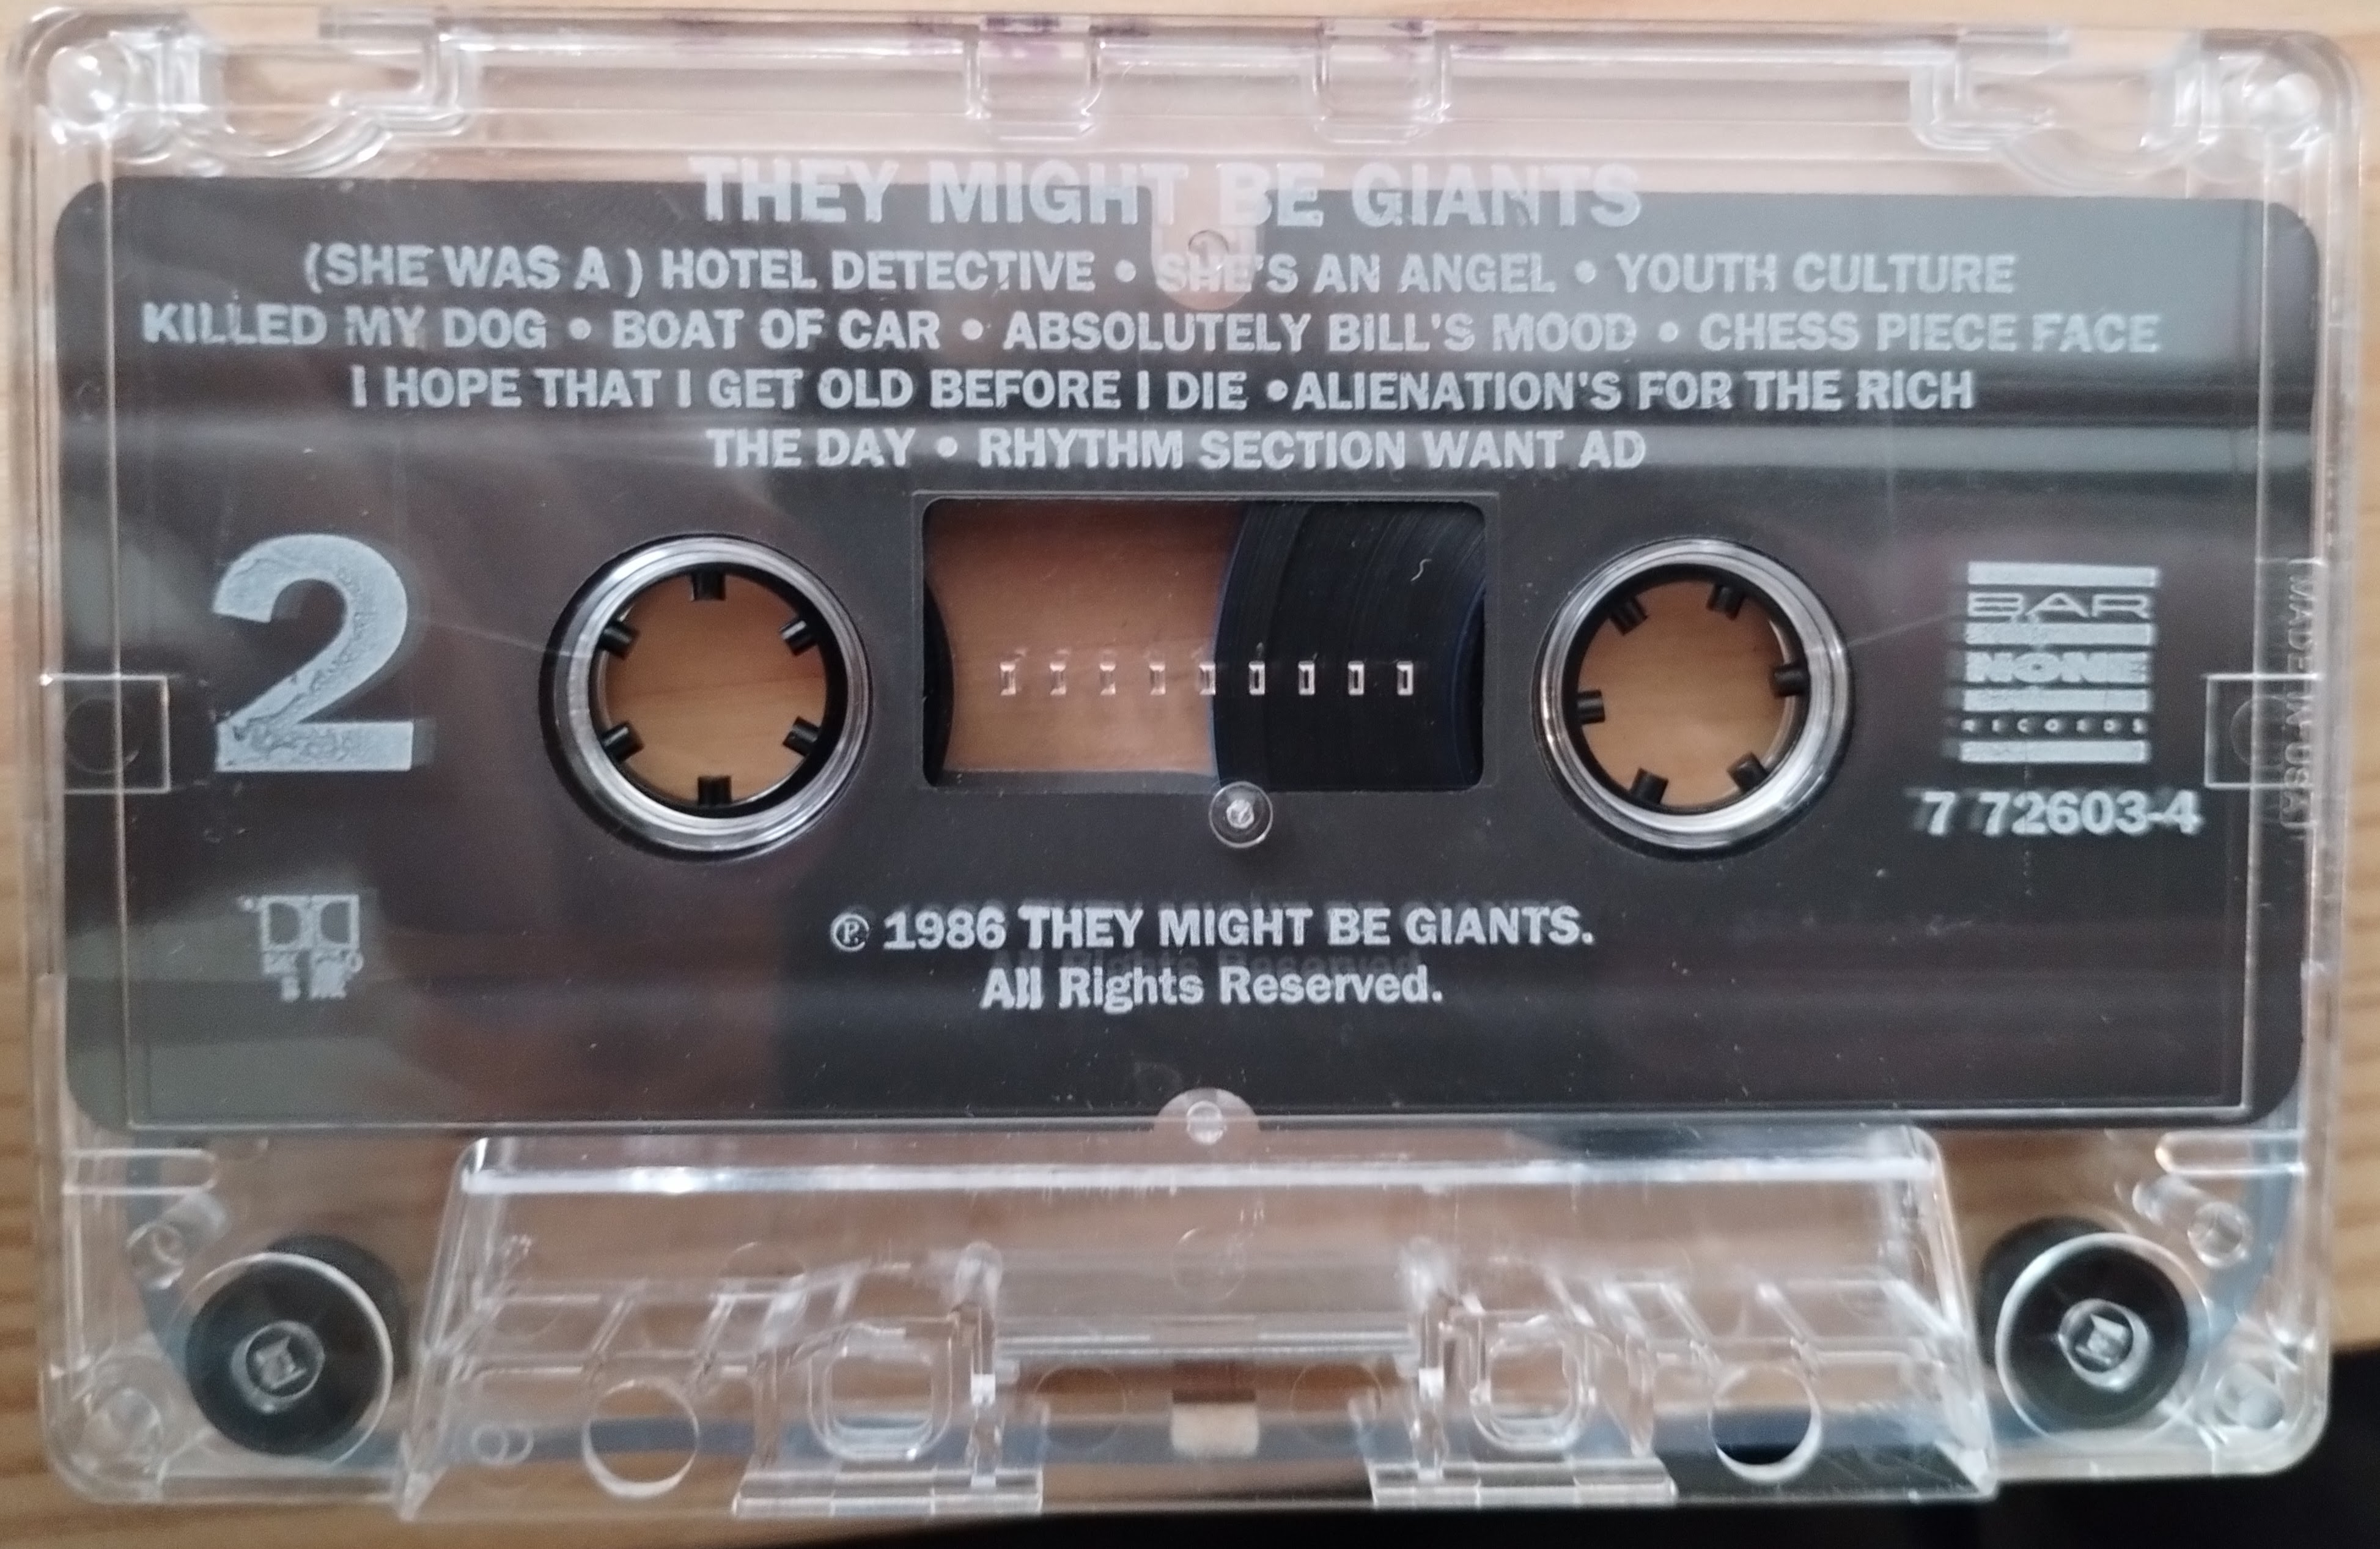 THEY MIGHT BE GIANTS
(SHE WAS A ) HOTEL DETECTIVE • SHE'S AN ANGEL • YOUTH CULTURE
KILLED MY DOG • BOAT OF CAR • ABSOLUTELY BILL'S MOOD • CHESS PIECE FACE
I HOPE THAT I GET OLD BEFORE I DIE •ALIENATION'S FOR THE RICH
THE DAY • RHYTHM SECTION WANT AD
2
BAR
NONE
RECORDS
7 72603-4
℗ 1986 THEY MIGHT BE GIANTS.
All Rights Reserved.
MADE IN USA